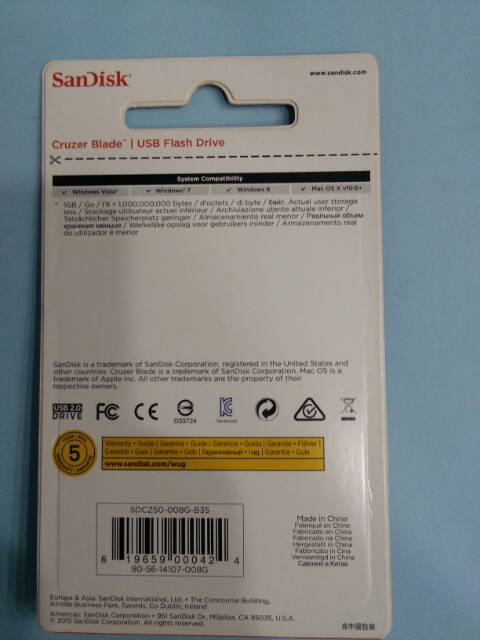 SanDisk®
www.sandisk.com
Cruzer Blade™ | USB Flash Drive
System Compatibility
✓ Windows Vista® ✓ Windows® 7 ✓ Windows 8 ✓ Mac OS X v10.6+
* 1GB / Go / Гб = 1,000,000,000 bytes / d'octets / di byte / байт. Actual user storage
less / Stockage utilisateur actuel inférieur / Archiviazione utente attuale inferiore /
Tatsächlicher Speicherplatz geringer / Almacenamiento real menor / Реальный объем
хранения меньше / Werkelijke opslag voor gebruikers minder / Armazenamento real
do utilizador é menor
SanDisk is a trademark of SanDisk Corporation, registered in the United States and
other countries. Cruzer Blade is a trademark of SanDisk Corporation. Mac OS is a
trademark of Apple Inc. All other trademarks are the property of their
respective owners.
USB 2.0
DRIVE
FC CE
D33724
5
Warranty • Guide | Garantie • Guide | Garanzia • Guida | Garantie • Führer |
Garantía • Guía | Garantie • Gids | Гарантийный • гид | Garantia • Guia
www.sandisk.com/wug
SDCZ50-008G-B35
6 19659 00042 4
80-56-14107-008G
Made in China
Fabriqué en Chine
Fabricado en China
Fabricado na China
Hergestellt in China
Fabbricato in Cina
Vervaardigd in China
Сделано в Китае
Europe & Asia: SanDisk International, Ltd. • The Concourse Building,
Airside Business Park, Swords, Co Dublin, Ireland
Americas: SanDisk Corporation • 951 SanDisk Dr., Milpitas, CA 95035, U.S.A.
© 2015 SanDisk Corporation. All rights reserved.
在中国包装